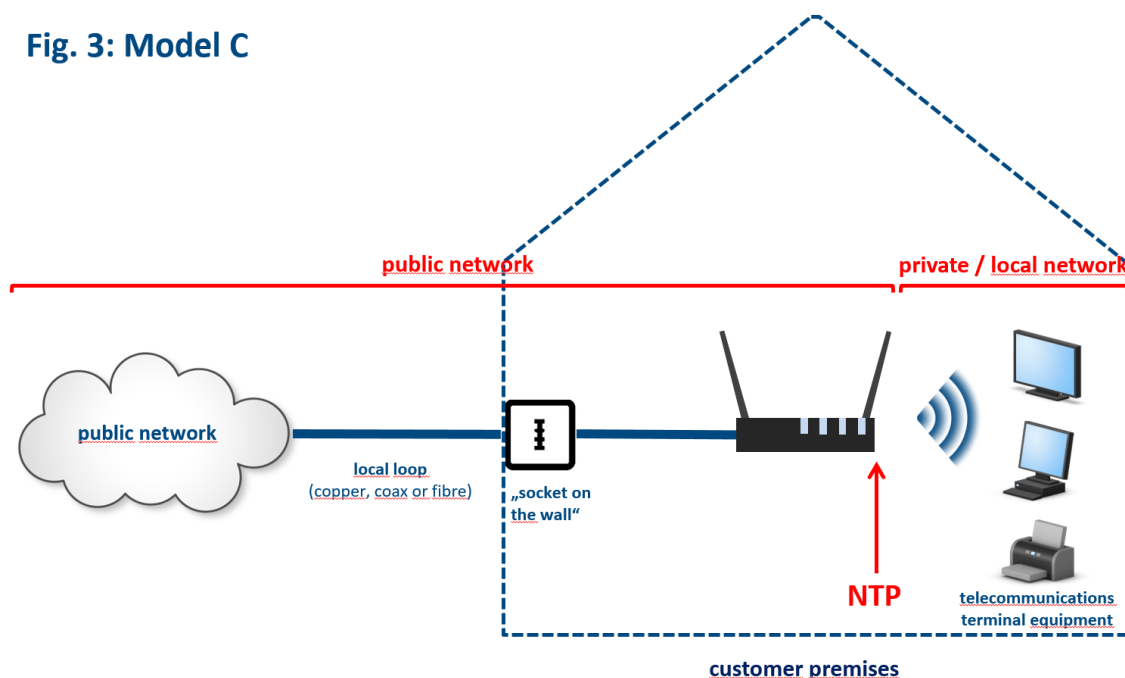 Fig. 3: Model C
public network
private / local network
public network
local loop
(copper, coax or fibre)
„socket on
the wall“
NTP
telecommunications
terminal equipment
customer premises